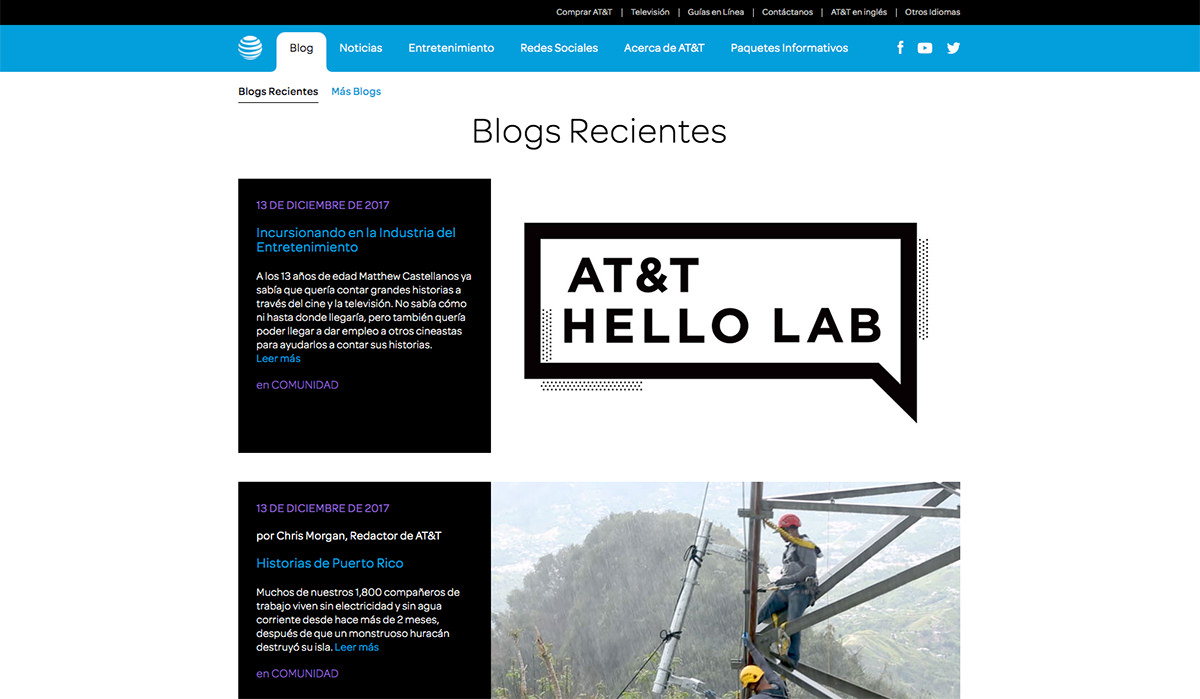 Comprar AT&T | Televisión | Guías en Línea | Contáctanos | AT&T en inglés | Otros Idiomas
Blog Noticias Entretenimiento Redes Sociales Acerca de AT&T Paquetes Informativos
Blogs Recientes Más Blogs
Blogs Recientes
13 DE DICIEMBRE DE 2017
Incursionando en la Industria del
Entretenimiento
A los 13 años de edad Matthew Castellanos ya
sabía que quería contar grandes historias a
través del cine y la televisión. No sabía cómo
ni hasta donde llegaría, pero también quería
poder llegar a dar empleo a otros cineastas
para ayudarlos a contar sus historias.
Leer más
en COMUNIDAD
AT&T
HELLO LAB
13 DE DICIEMBRE DE 2017
por Chris Morgan, Redactor de AT&T
Historias de Puerto Rico
Muchos de nuestros 1,800 compañeros de
trabajo viven sin electricidad y sin agua
corriente desde hace más de 2 meses,
después de que un monstruoso huracán
destruyó su isla. Leer más
en COMUNIDAD